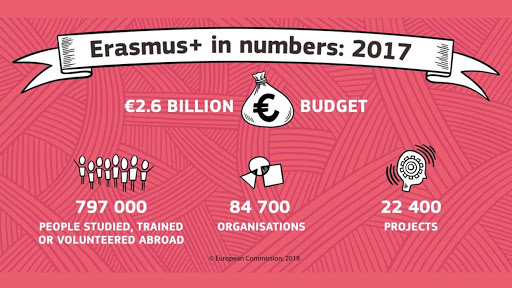 Erasmus+ in numbers: 2017
€2.6 BILLION € BUDGET
797 000
PEOPLE STUDIED, TRAINED
OR VOLUNTEERED ABROAD
84 700
ORGANISATIONS
22 400
PROJECTS
© European Commission, 2018